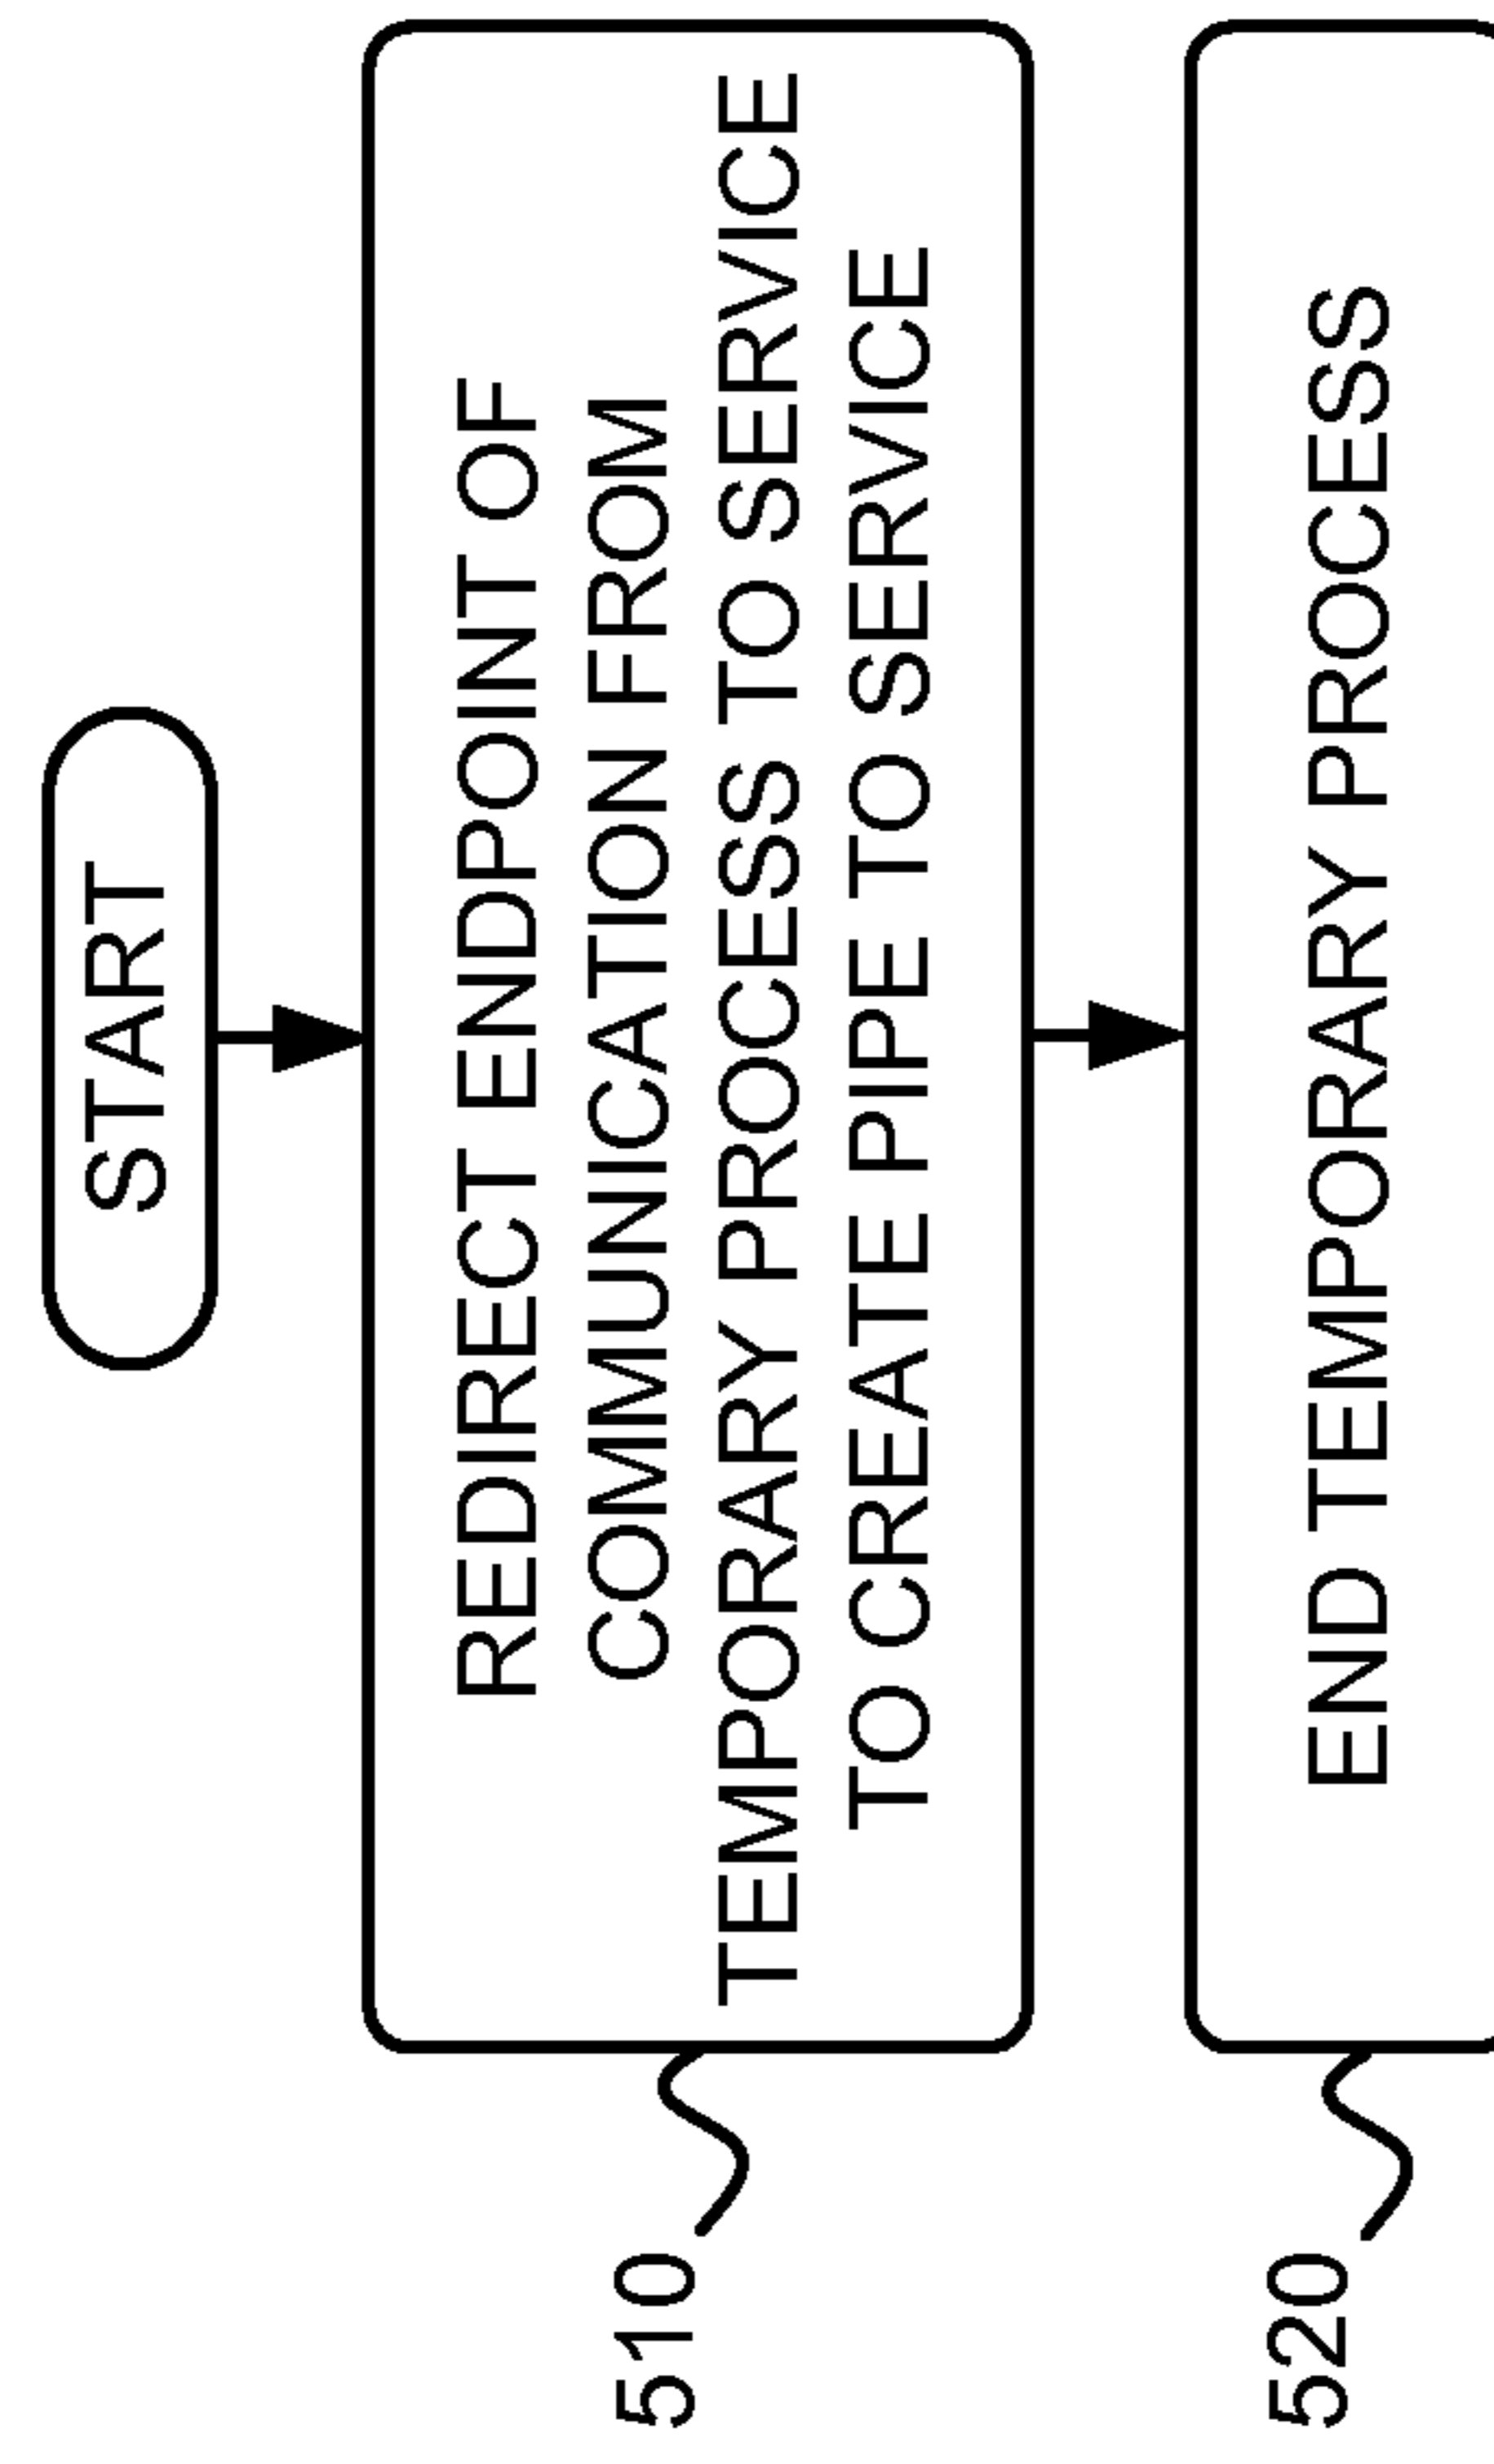 START
REDIRECT ENDPOINT OF
COMMUNICATION FROM
TEMPORARY PROCESS TO SERVICE
TO CREATE PIPE TO SERVICE
510
END TEMPORARY PROCESS
520